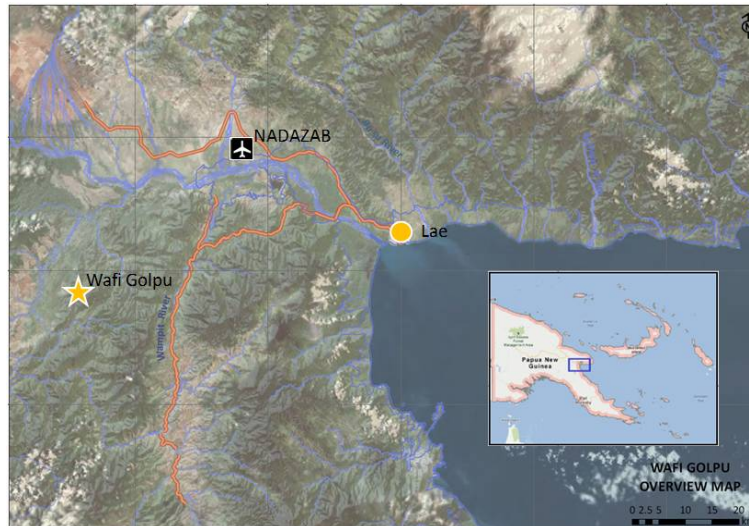 NADAZAB
Lae
Wafi Golpu
Wampit River
Papua New
Guinea
WAFI GOLPU
OVERVIEW MAP
0 2.5 5 10 15 20